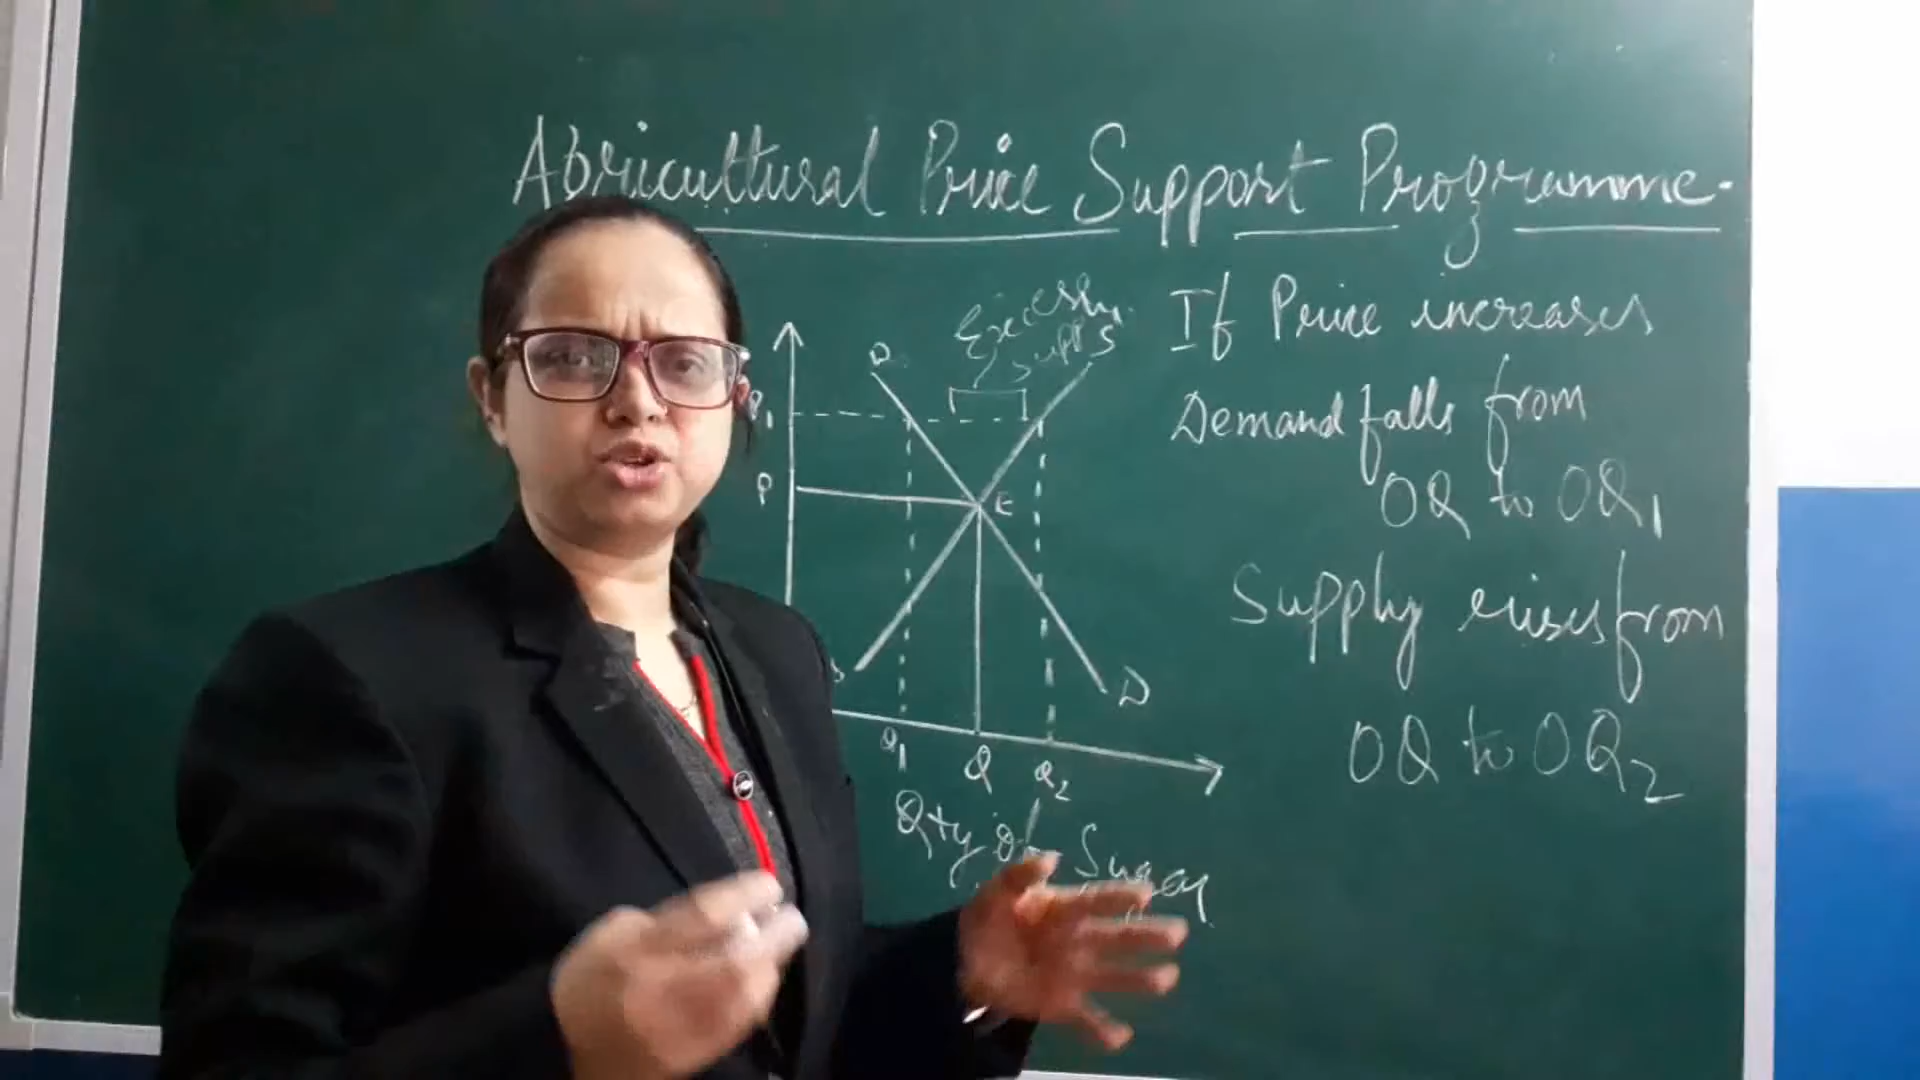 Agricultural Price Support Programme.
Excess
supply
D
S
P1
P
E
S
D
Q1
Q
Q2
Qty of Sugar
If Price increases
Demand falls from
OQ to OQ1
Supply rises from
OQ to OQ2